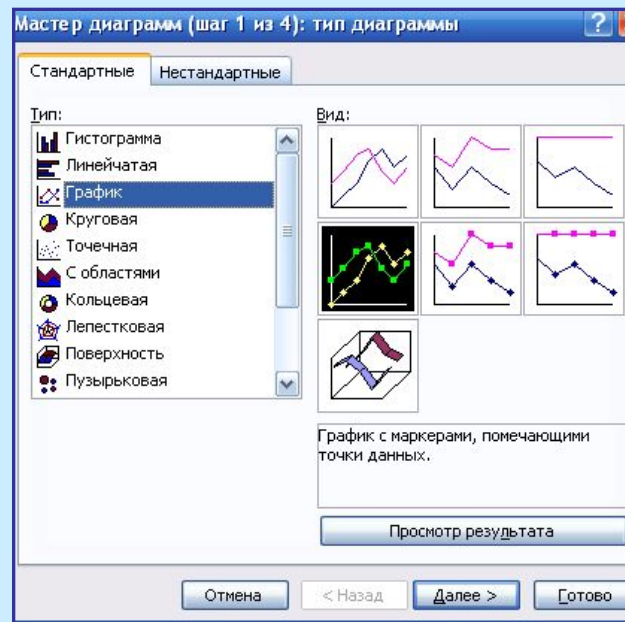 Мастер диаграмм (шаг 1 из 4): тип диаграммы
Стандартные
Нестандартные
Тип:
Гистограмма
Линейчатая
График
Круговая
Точечная
С областями
Кольцевая
Лепестковая
Поверхность
Пузырьковая
Вид:
График с маркерами, помечающими
точки данных.
Просмотр результата
Отмена
< Назад
Далее >
Готово